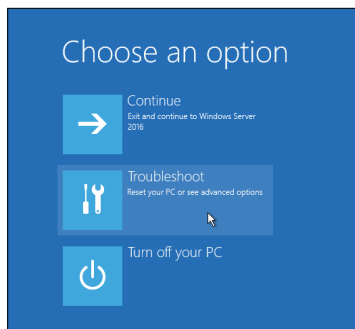 Choose an option
Continue
Exit and continue to Windows Server
2016
Troubleshoot
Reset your PC or see advanced options
Turn off your PC